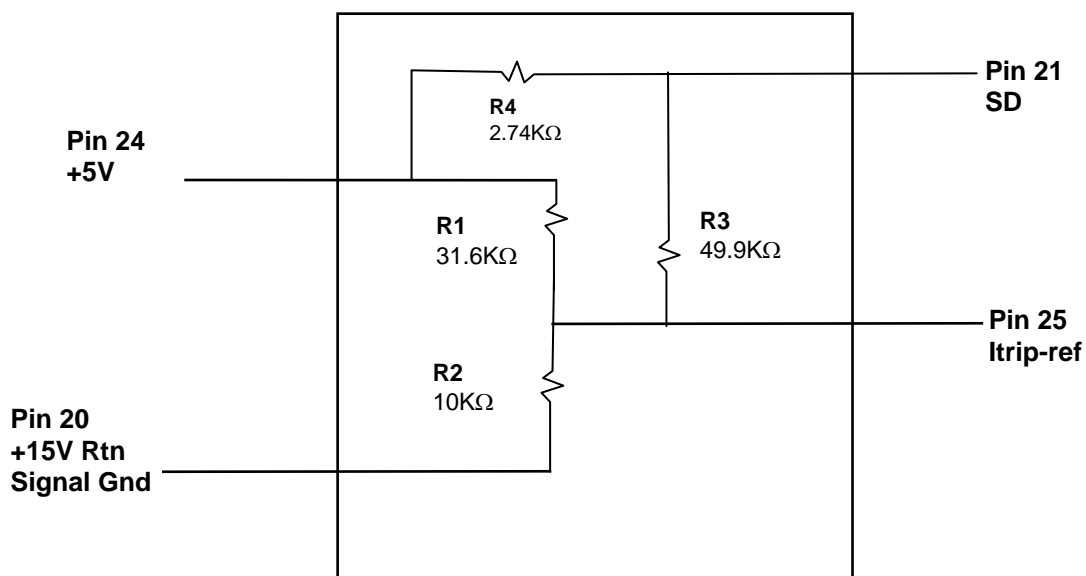 Pin 21
SD
R4
2.74KΩ
Pin 24
+5V
R1
31.6KΩ
R3
49.9KΩ
Pin 25
Itrip-ref
R2
10KΩ
Pin 20
+15V Rtn
Signal Gnd